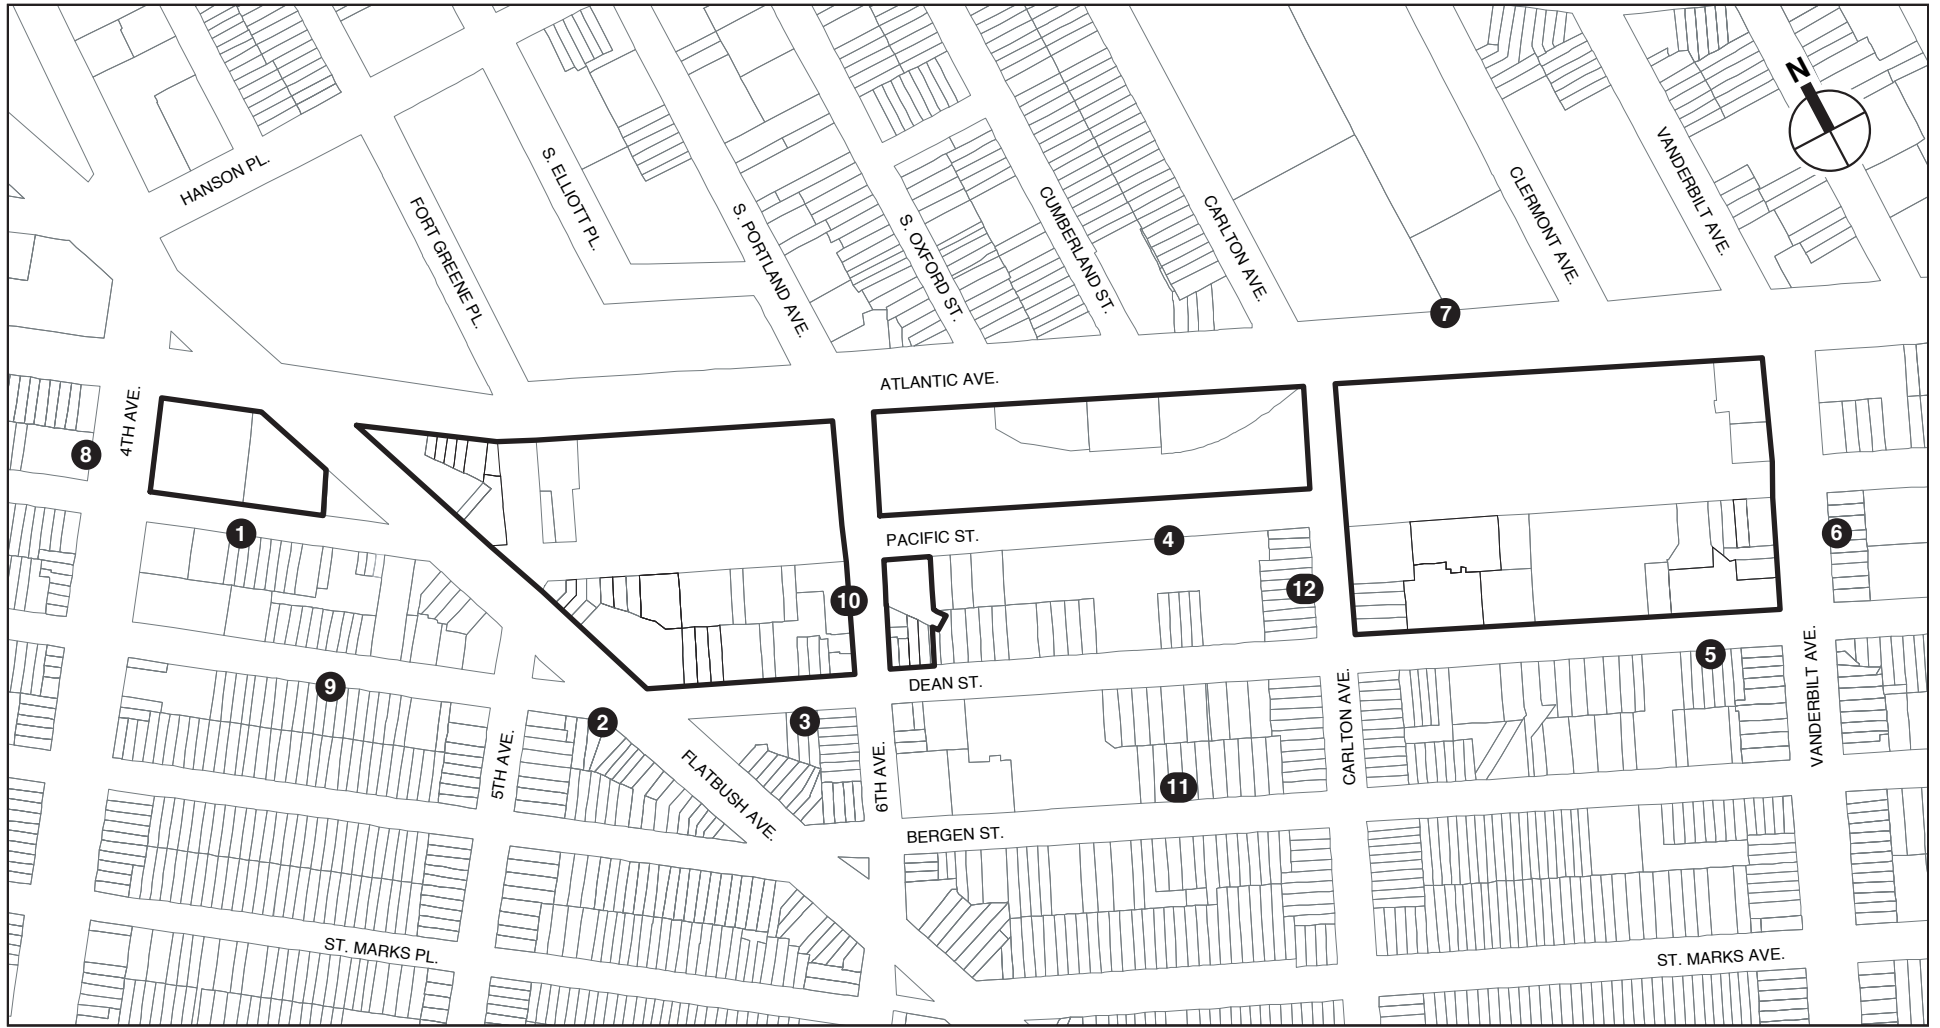 N
HANSON PL.
FORT GREENE PL.
S. ELLIOTT PL.
S. PORTLAND AVE.
S. OXFORD ST.
CUMBERLAND ST.
CARLTON AVE.
CLERMONT AVE.
VANDERBILT AVE.
7
ATLANTIC AVE.
4TH AVE.
8
1
PACIFIC ST.
4
6
10
12
DEAN ST.
5
9
2
3
5TH AVE.
FLATBUSH AVE.
6TH AVE.
CARLTON AVE.
VANDERBILT AVE.
11
BERGEN ST.
ST. MARKS PL.
ST. MARKS AVE.